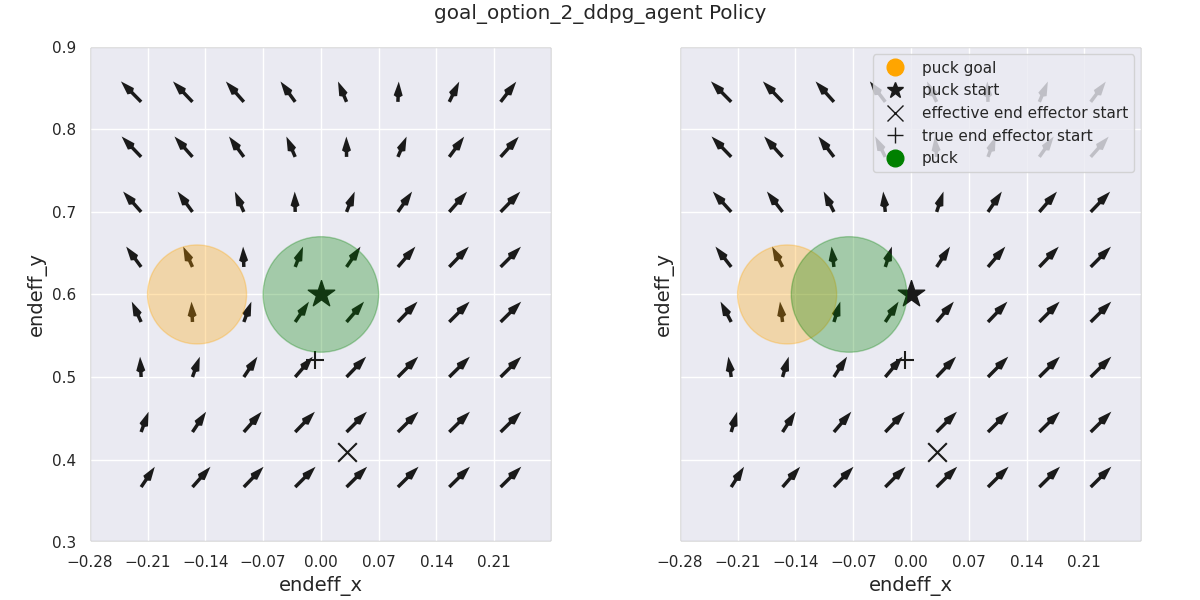 goal_option_2_ddpg_agent Policy
0.9
0.8
0.7
0.6
0.5
0.4
0.3
endeff_y
−0.28 −0.21 −0.14 −0.07 0.00 0.07 0.14 0.21
endeff_x
puck goal
puck start
effective end effector start
true end effector start
puck
endeff_y
−0.28 −0.21 −0.14 −0.07 0.00 0.07 0.14 0.21
endeff_x